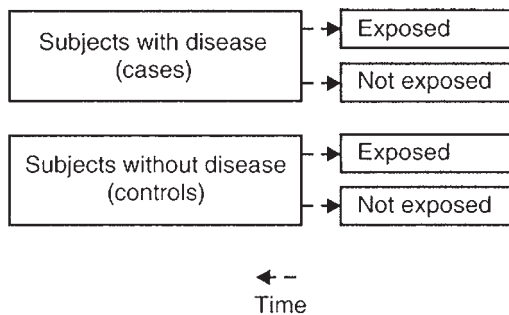 Subjects with disease
(cases)
Exposed
Not exposed
Subjects without disease
(controls)
Exposed
Not exposed
Time